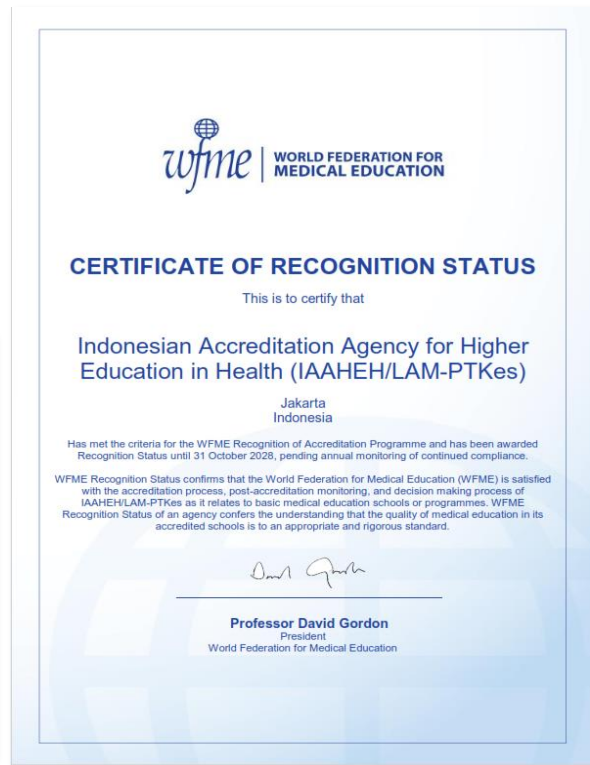 wfme
WORLD FEDERATION FOR
MEDICAL EDUCATION
CERTIFICATE OF RECOGNITION STATUS
This is to certify that
Indonesian Accreditation Agency for Higher
Education in Health (IAAHEH/LAM-PTKes)
Jakarta
Indonesia
Has met the criteria for the WFME Recognition of Accreditation Programme and has been awarded
Recognition Status until 31 October 2028, pending annual monitoring of continued compliance.
WFME Recognition Status confirms that the World Federation for Medical Education (WFME) is satisfied
with the accreditation process, post-accreditation monitoring, and decision making process of
IAAHEH/LAM-PTKes as it relates to basic medical education schools or programmes. WFME
Recognition Status of an agency confers the understanding that the quality of medical education in its
accredited schools is to an appropriate and rigorous standard.
David Gordon
Professor David Gordon
President
World Federation for Medical Education